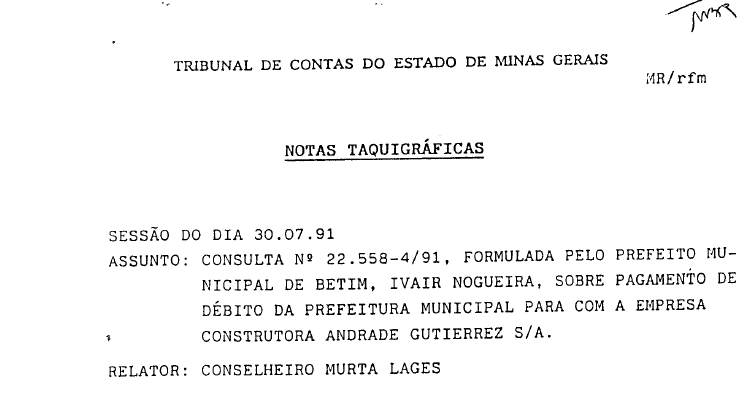 TRIBUNAL DE CONTAS DO ESTADO DE MINAS GERAIS
MR/rfm
NOTAS TAQUIGRÁFICAS
SESSÃO DO DIA 30.07.91
ASSUNTO: CONSULTA Nº 22.558-4/91, FORMULADA PELO PREFEITO MU-
NICIPAL DE BETIM, IVAIR NOGUEIRA, SOBRE PAGAMENTO DE
DÉBITO DA PREFEITURA MUNICIPAL PARA COM A EMPRESA
CONSTRUTORA ANDRADE GUTIERREZ S/A.
RELATOR: CONSELHEIRO MURTA LAGES